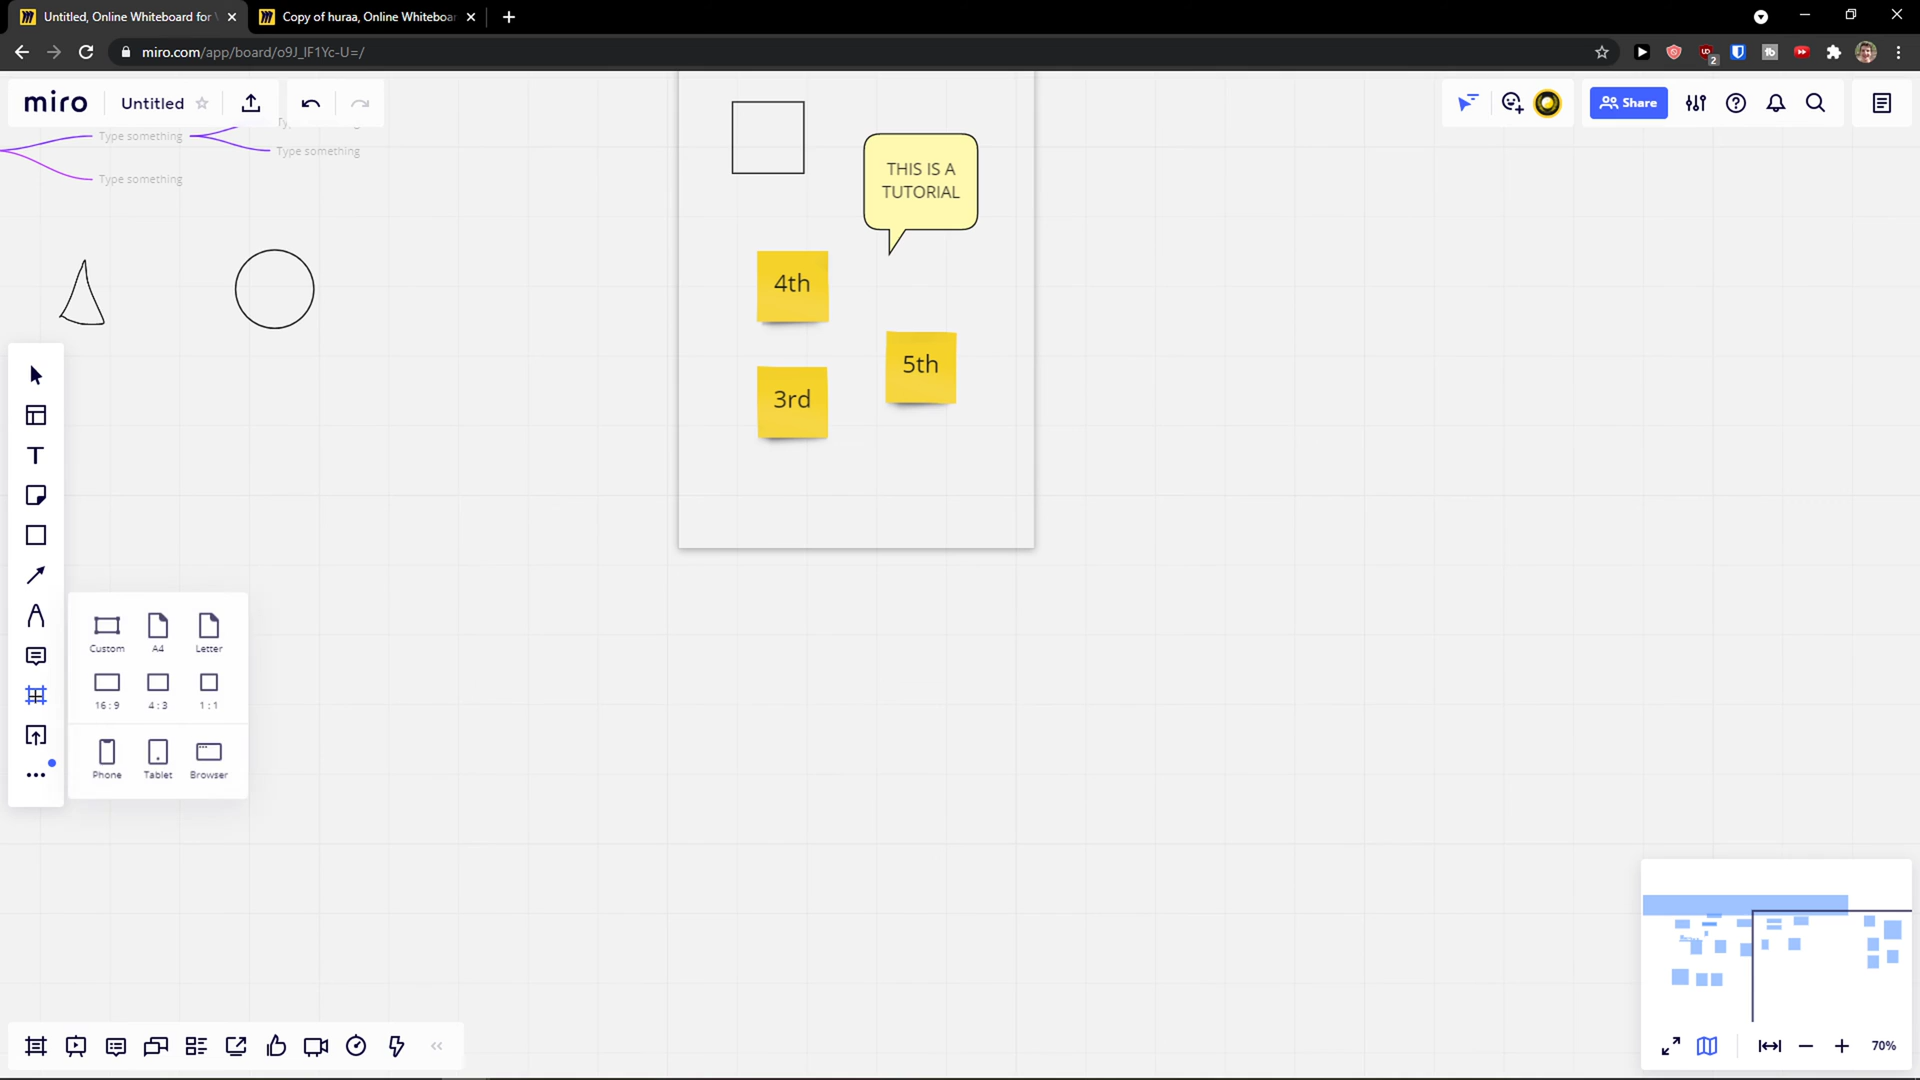 Untitled, Online Whiteboard for
Copy of huraa, Online Whiteboar
miro.com/app/board/o9J_lF1Yc-U=/
2
miro
Untitled
Share
Type something
Type something
Type something
THIS IS A
TUTORIAL
4th
5th
3rd
Custom
A4
Letter
16 : 9
4 : 3
1 : 1
Phone
Tablet
Browser
70%